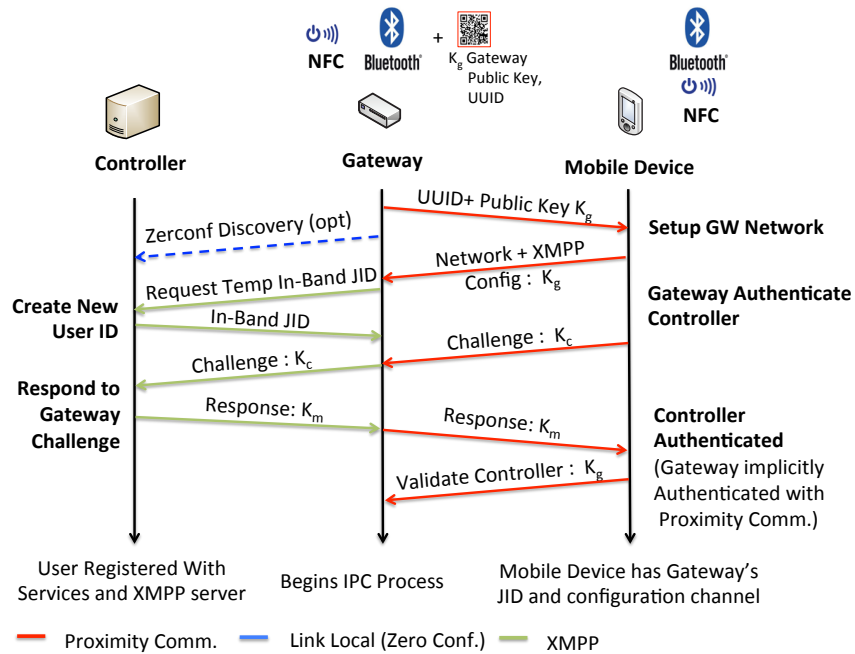 NFC
Bluetooth®
+
Kg Gateway
Public Key,
UUID
Bluetooth®
NFC
Controller
Gateway
Mobile Device
UUID+ Public Key Kg
Setup GW Network
Zerconf Discovery (opt)
Network + XMPP
Config : Kg
Request Temp In-Band JID
Gateway Authenticate
Controller
Create New
User ID
In-Band JID
Challenge : Kc
Challenge : Kc
Respond to
Gateway
Challenge
Response: Km
Response: Km
Controller
Authenticated
(Gateway implicitly
Authenticated with
Proximity Comm.)
Validate Controller : Kg
User Registered With
Services and XMPP server
Begins IPC Process
Mobile Device has Gateway's
JID and configuration channel
Proximity Comm.
Link Local (Zero Conf.)
XMPP